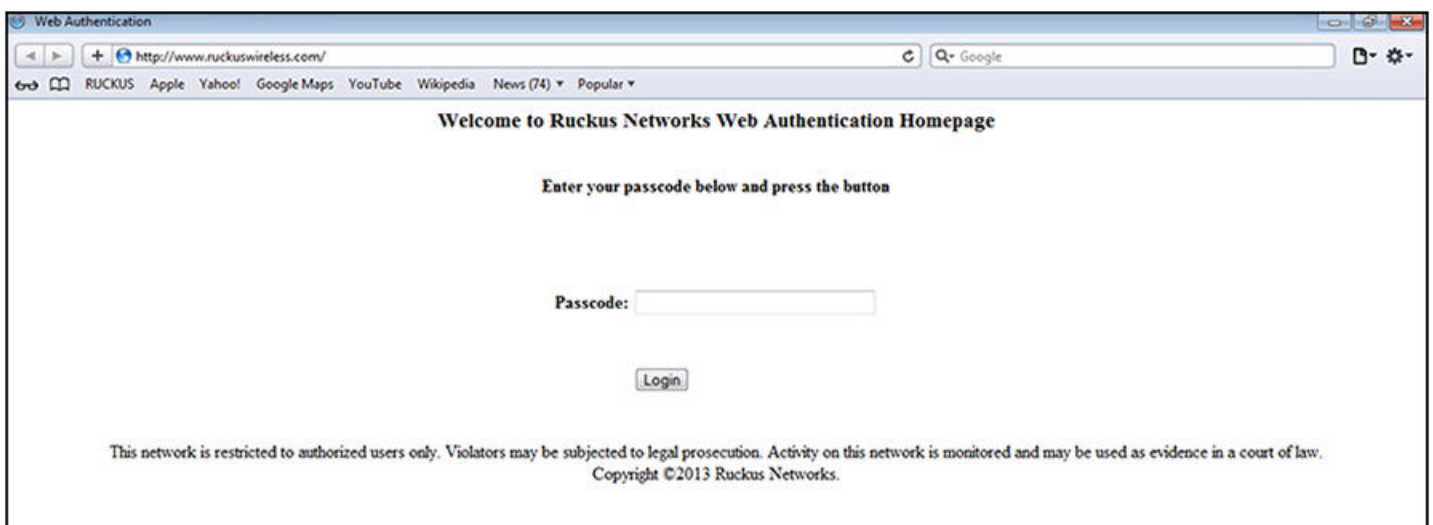 Web Authentication
http://www.ruckuswireless.com/
Google
RUCKUS Apple Yahoo! Google Maps YouTube Wikipedia News (74) ▾ Popular ▾
Welcome to Ruckus Networks Web Authentication Homepage
Enter your passcode below and press the button
Passcode:
Login
This network is restricted to authorized users only. Violators may be subjected to legal prosecution. Activity on this network is monitored and may be used as evidence in a court of law.
Copyright ©2013 Ruckus Networks.